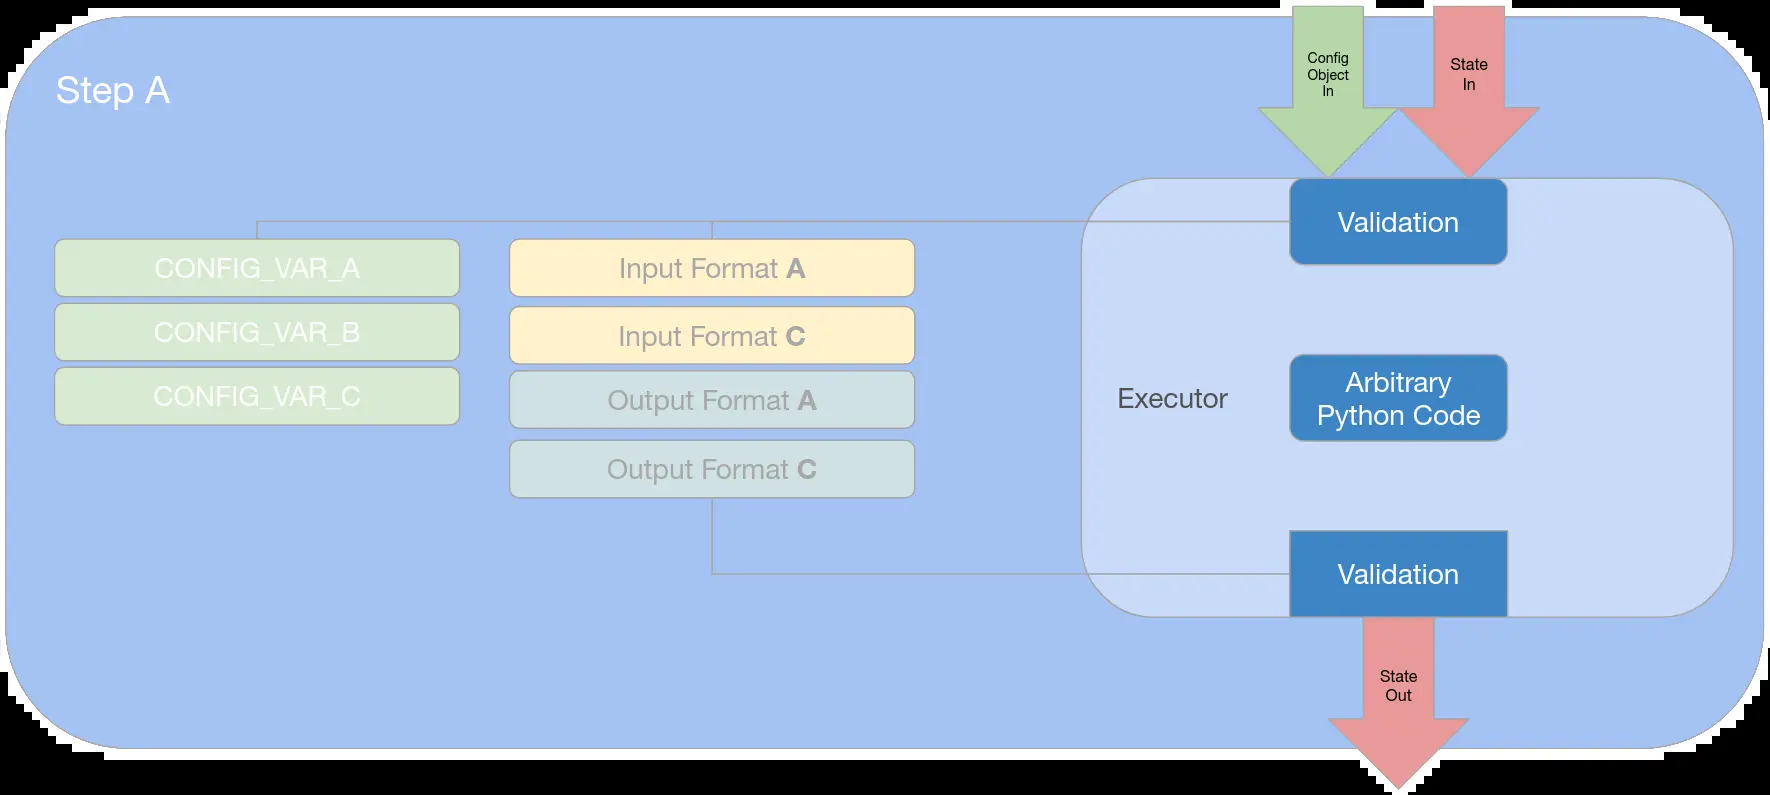 Step A
Config
Object
In
State
In
Validation
CONFIG_VAR_A
CONFIG_VAR_B
CONFIG_VAR_C
Input Format A
Input Format C
Output Format A
Output Format C
Executor
Arbitrary
Python Code
Validation
State
Out